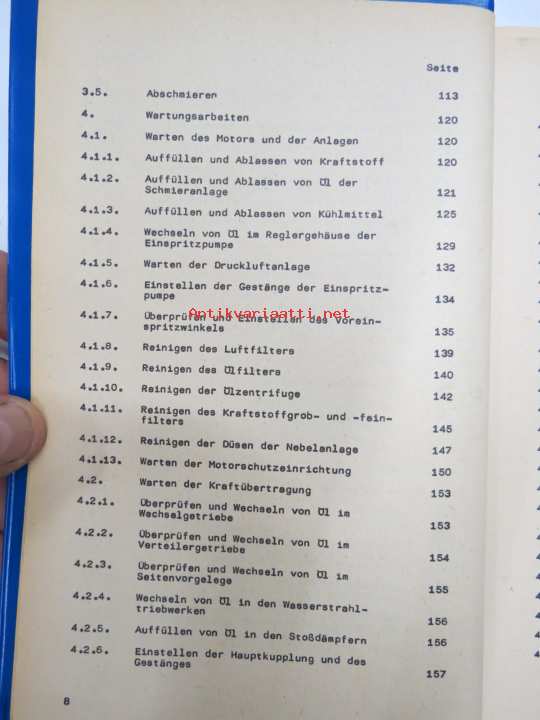 Seite
3.5. Abschmieren 113
4. Wartungsarbeiten 120
4.1. Warten des Motors und der Anlagen 120
4.1.1. Auffüllen und Ablassen von Kraftstoff 120
4.1.2. Auffüllen und Ablassen von Öl der
Schmieranlage 121
4.1.3. Auffüllen und Ablassen von Kühlmittel 125
4.1.4. Wechseln von Öl im Reglergehäuse der
Einspritzpumpe 129
4.1.5. Warten der Druckluftanlage 132
4.1.6. Einstellen der Gestänge der Einspritz-
pumpe 134
Antikvariaatti.net
4.1.7. Überprüfen und Einstellen des Vorein-
spritzwinkels 135
4.1.8. Reinigen des Luftfilters 139
4.1.9. Reinigen des Ölfilters 140
4.1.10. Reinigen der Ölzentrifuge 142
4.1.11. Reinigen des Kraftstoffgrob- und -fein-
filters 145
4.1.12. Reinigen der Düsen der Nebelanlage 147
4.1.13. Warten der Motorschutzeinrichtung 150
4.2. Warten der Kraftübertragung 153
4.2.1. Überprüfen und Wechseln von Öl im
Wechselgetriebe 153
4.2.2. Überprüfen und Wechseln von Öl im
Verteilergetriebe 154
4.2.3. Überprüfen und Wechseln von Öl im
Seitenvorgelege 155
4.2.4. Wechseln von Öl in den Wasserstrahl-
triebwerken 156
4.2.5. Auffüllen von Öl in den Stoßdämpfern 156
4.2.6. Einstellen der Hauptkupplung und des
Gestänges 157
8